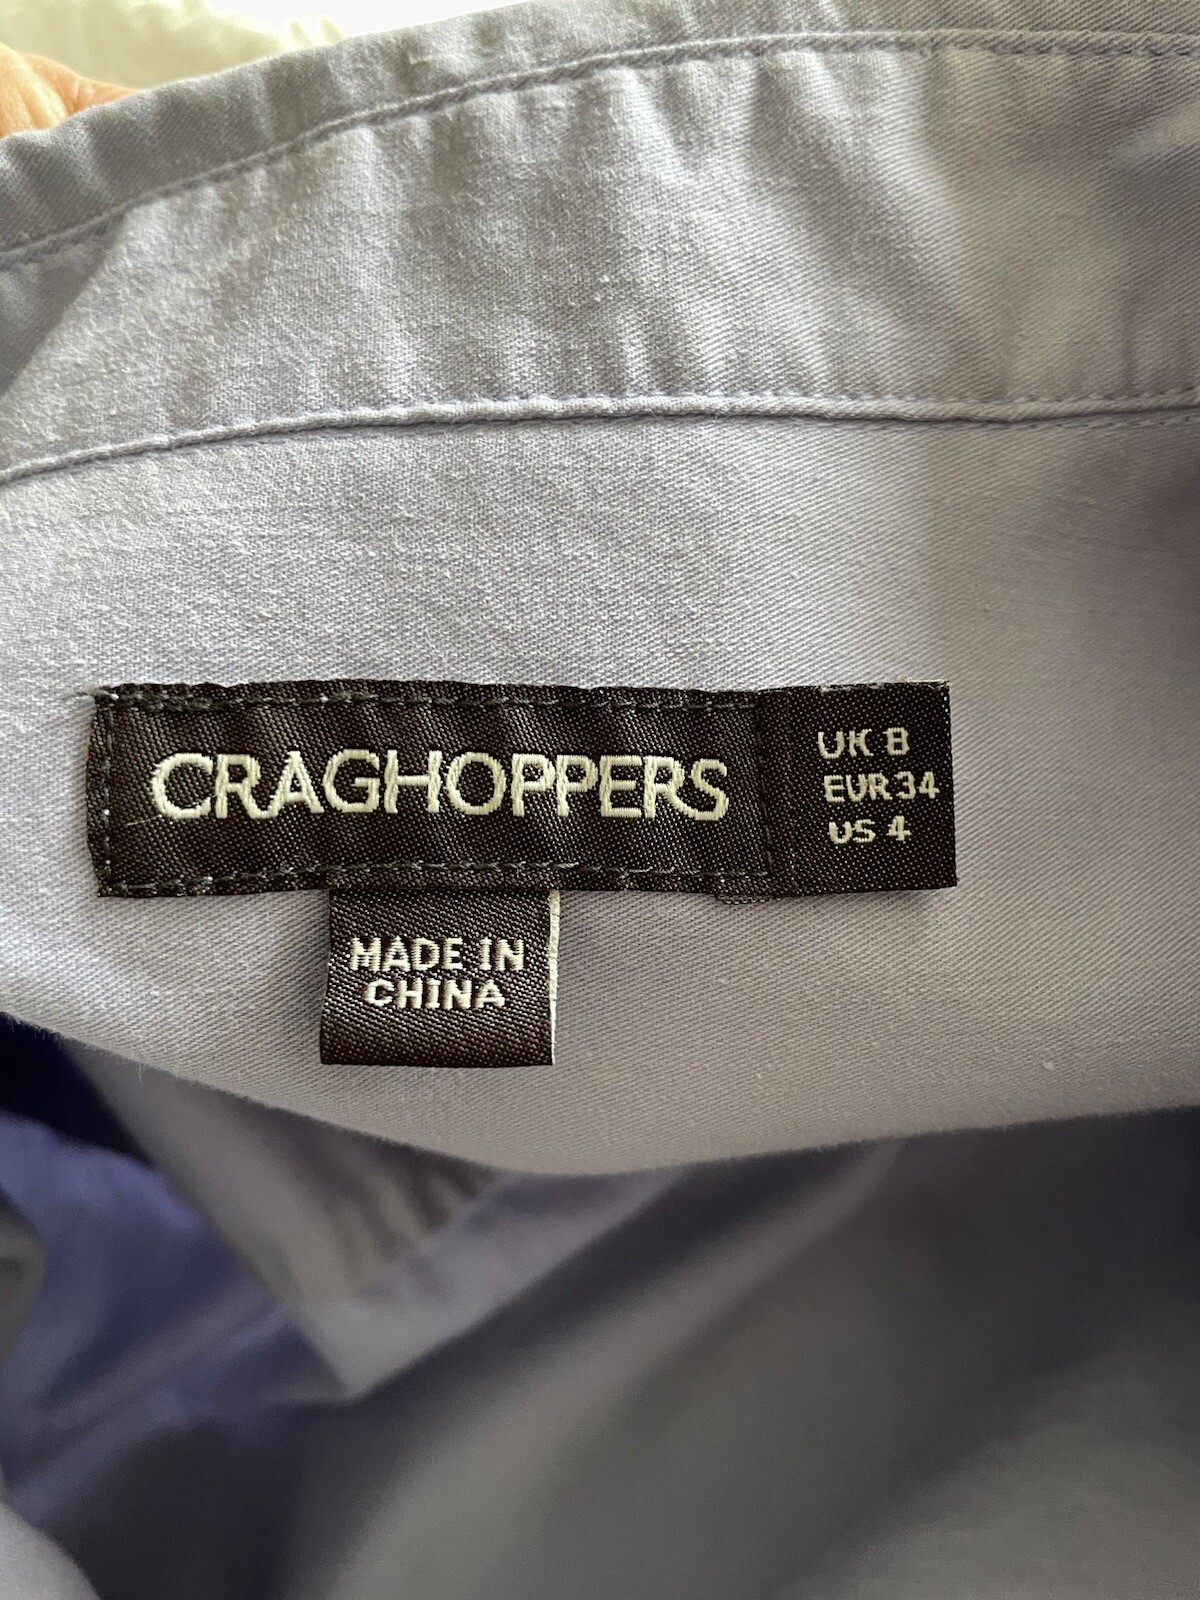 CRAGHOPPERS
UK 8
EUR 34
US 4
MADE IN
CHINA